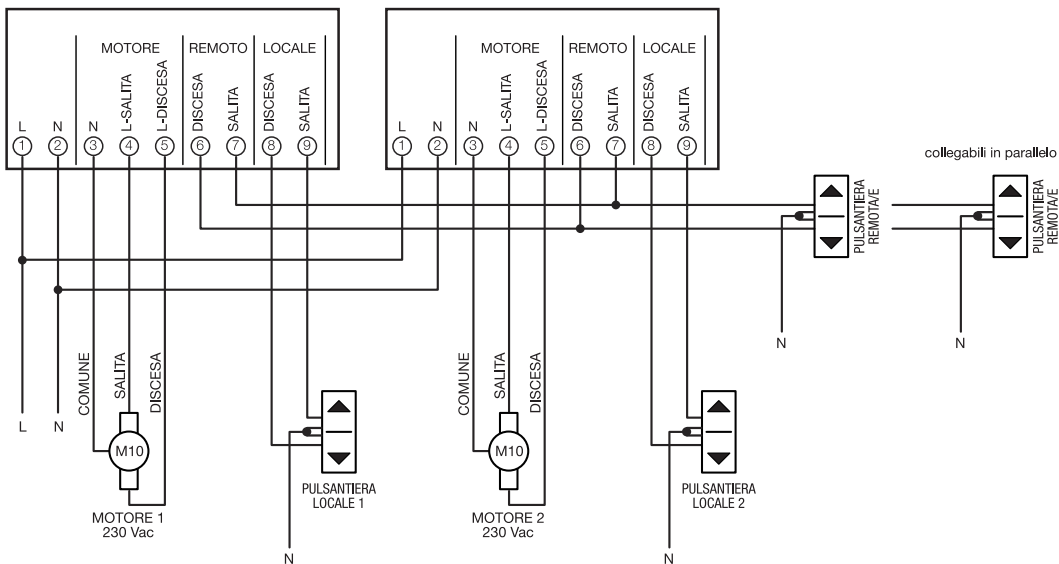 MOTORE
REMOTO
LOCALE
L-SALITA
L-DISCESA
DISCESA
SALITA
DISCESA
SALITA
L
N
N
1
2
3
4
5
6
7
8
9
MOTORE
REMOTO
LOCALE
L-SALITA
L-DISCESA
DISCESA
SALITA
DISCESA
SALITA
L
N
N
1
2
3
4
5
6
7
8
9
collegabili in parallelo
PULSANTIERA
REMOTA/E
PULSANTIERA
REMOTA/E
N
N
COMUNE
SALITA
DISCESA
L
N
M10
MOTORE 1
230 Vac
PULSANTIERA
LOCALE 1
N
COMUNE
SALITA
DISCESA
M10
MOTORE 2
230 Vac
PULSANTIERA
LOCALE 2
N